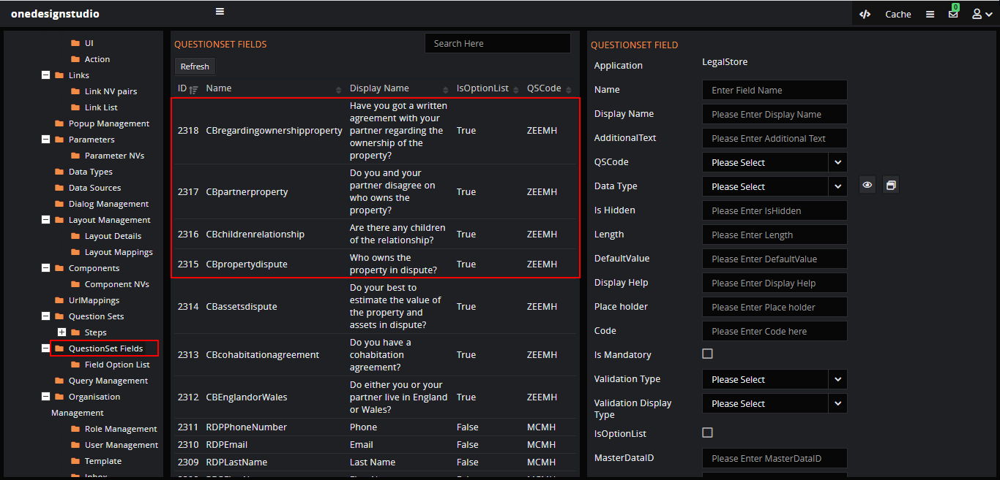 onedesignstudio
Cache
0
UI
Action
Links
Link NV pairs
Link List
Popup Management
Parameters
Parameter NVs
Data Types
Data Sources
Dialog Management
Layout Management
Layout Details
Layout Mappings
Components
Component NVs
UrlMappings
Question Sets
Steps
QuestionSet Fields
Field Option List
Query Management
Organisation
Management
Role Management
User Management
Template
Inbox
QUESTIONSET FIELDS
Search Here
Refresh
ID Name Display Name IsOptionList QSCode
Have you got a written
agreement with your
2318 CBregardingownershipproperty partner regarding the True ZEEMH
ownership of the
property?
Do you and your
partner disagree on
2317 CBpartnerproperty who owns the True ZEEMH
property?
2316 CBchildrenrelationship Are there any children True ZEEMH
of the relationship?
2315 CBpropertydispute Who owns the True ZEEMH
property in dispute?
Do your best to
estimate the value of
2314 CBassetsdispute the property and True ZEEMH
assets in dispute?
Do you have a
2313 CBcohabitationagreement cohabitation True ZEEMH
agreement?
Do either you or your
2312 CBEnglandorWales partner live in England True ZEEMH
or Wales?
2311 RDPPhoneNumber Phone False MCMH
2310 RDPEmail Email False MCMH
2309 RDPLastName Last Name False MCMH
QUESTIONSET FIELD
Application LegalStore
Name Enter Field Name
Display Name Please Enter Display Name
AdditionalText Please Enter Additional Text
QSCode Please Select
Data Type Please Select
Is Hidden Please Enter IsHidden
Length Please Enter Length
DefaultValue Please Enter DefaultValue
Display Help Please Enter Display Help
Place holder Please Enter Place holder
Code Please Enter Code here
Is Mandatory
Validation Type Please Select
Validation Display Please Select
Type
IsOptionList
MasterDataID Please Enter MasterDataID